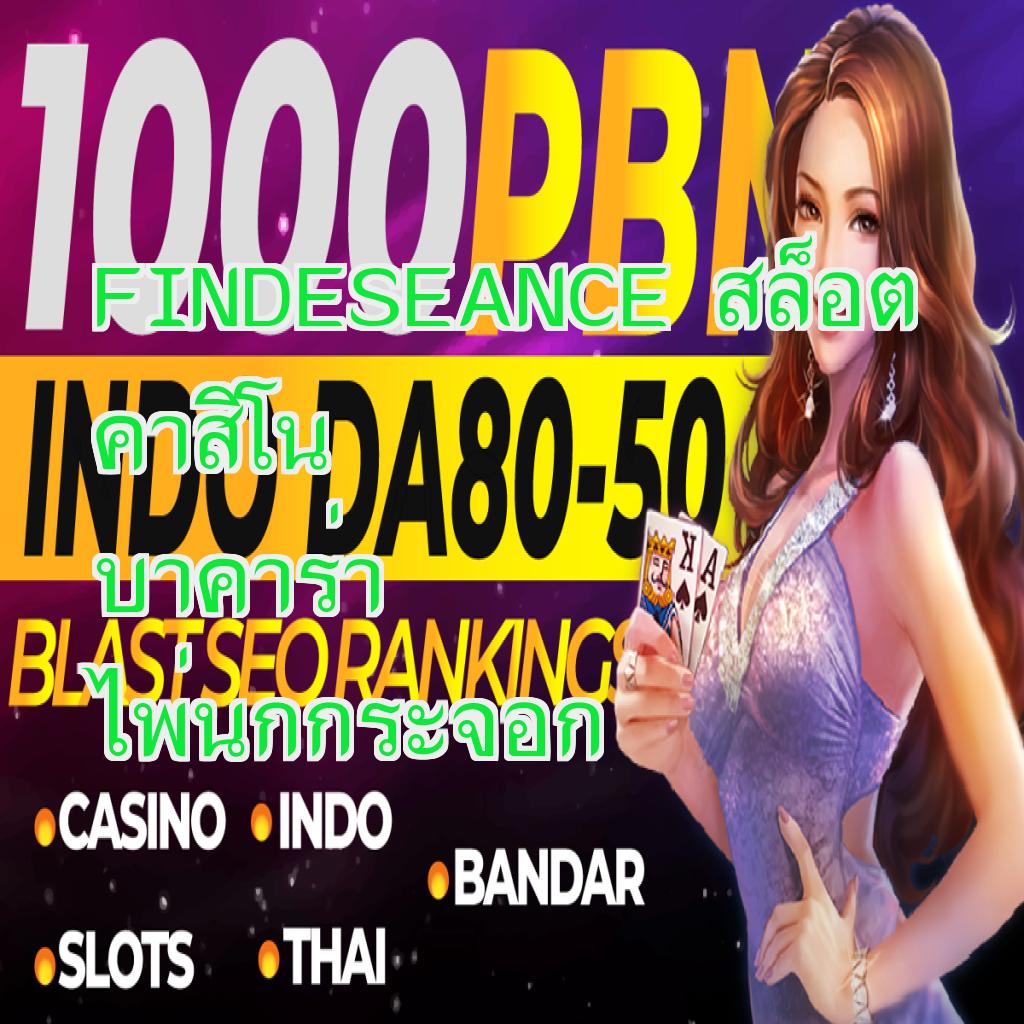 1000PBN
FINDESEANCE สล็อต
INDO DA80-50
คาสิโน
บาคาร่า
BLAST SEO RANKINGS
ไพ่นกกระจอก
CASINO
INDO
BANDAR
SLOTS
THAI
K A